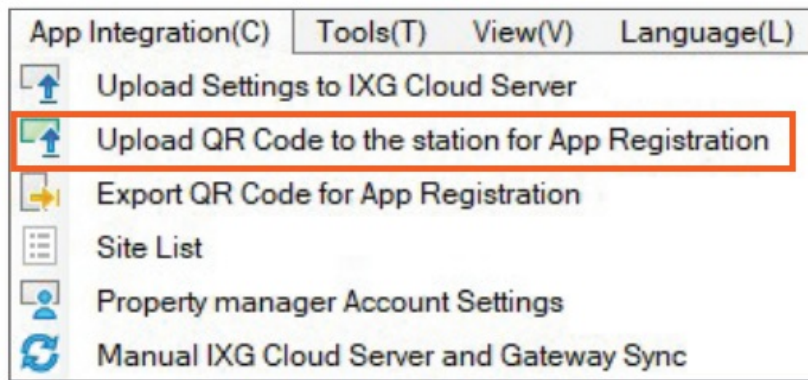 App Integration(C) Tools(T) View(V) Language(L)
Upload Settings to IXG Cloud Server
Upload QR Code to the station for App Registration
Export QR Code for App Registration
Site List
Property manager Account Settings
Manual IXG Cloud Server and Gateway Sync